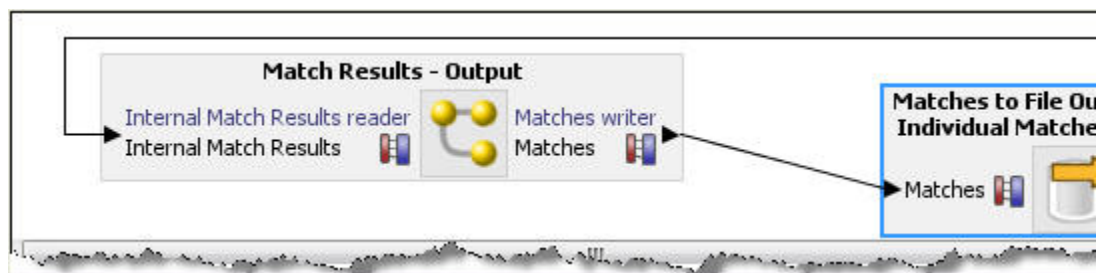 Match Results - Output
Internal Match Results reader
Internal Match Results
Matches writer
Matches
Matches to File Ou
Individual Matche
Matches